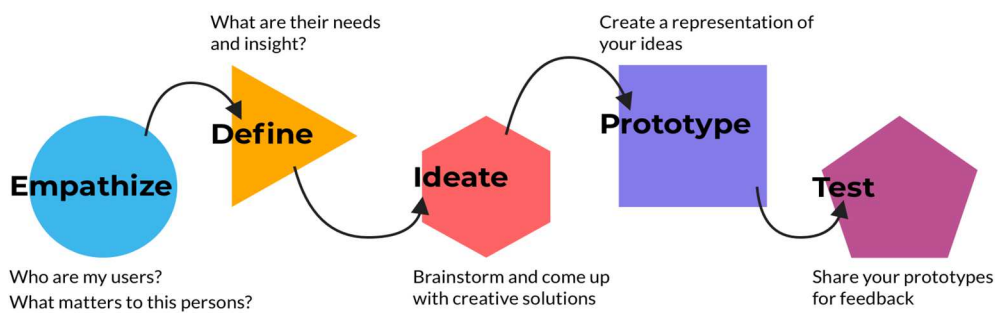 Empathize
Who are my users?
What matters to this persons?
What are their needs
and insight?
Define
Ideate
Brainstorm and come up
with creative solutions
Create a representation of
your ideas
Prototype
Test
Share your prototypes
for feedback